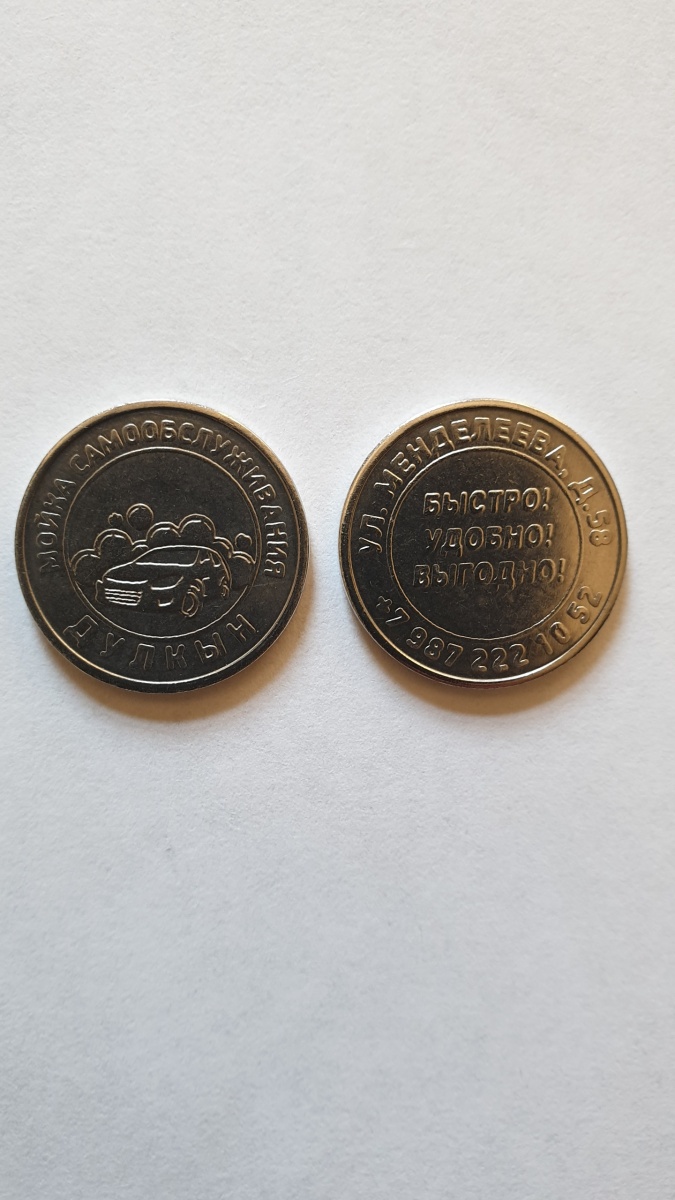 МОЙКА САМООБСЛУЖИВАНИЯ
ДУЛКЫН
УЛ. МЕНДЕЛЕЕВА, Д.58
БЫСТРО!
УДОБНО!
ВЫГОДНО!
+7 987 222 10 52